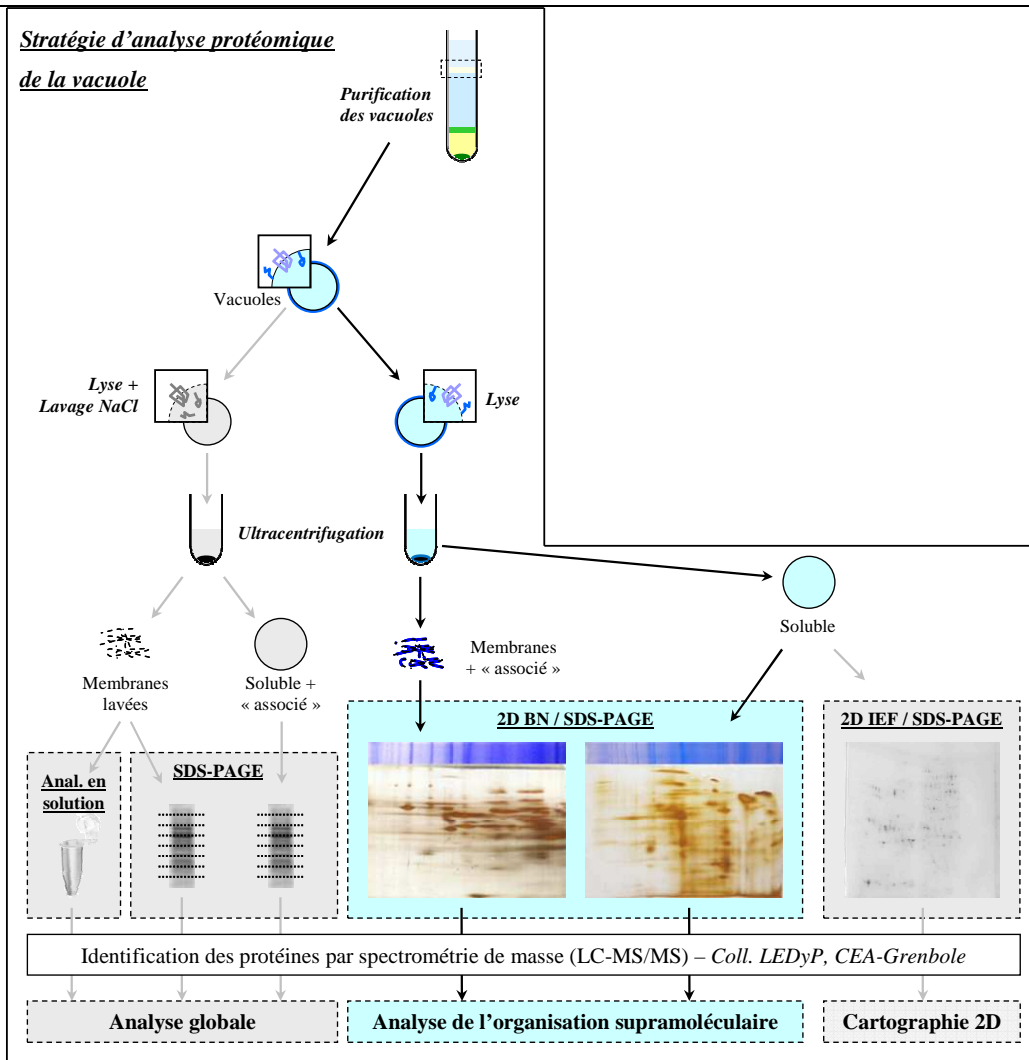 Stratégie d'analyse protéomique
de la vacuole
Purification
des vacuoles
Vacuoles
Lyse +
Lavage NaCl
Lyse
Ultracentrifugation
Soluble
Membranes
lavées
Soluble +
« associé »
Membranes
+ « associé »
Anal. en
solution
SDS-PAGE
2D BN / SDS-PAGE
2D IEF / SDS-PAGE
Identification des protéines par spectrométrie de masse (LC-MS/MS) – Coll. LEDyP, CEA-Grenbole
Analyse globale
Analyse de l'organisation supramoléculaire
Cartographie 2D